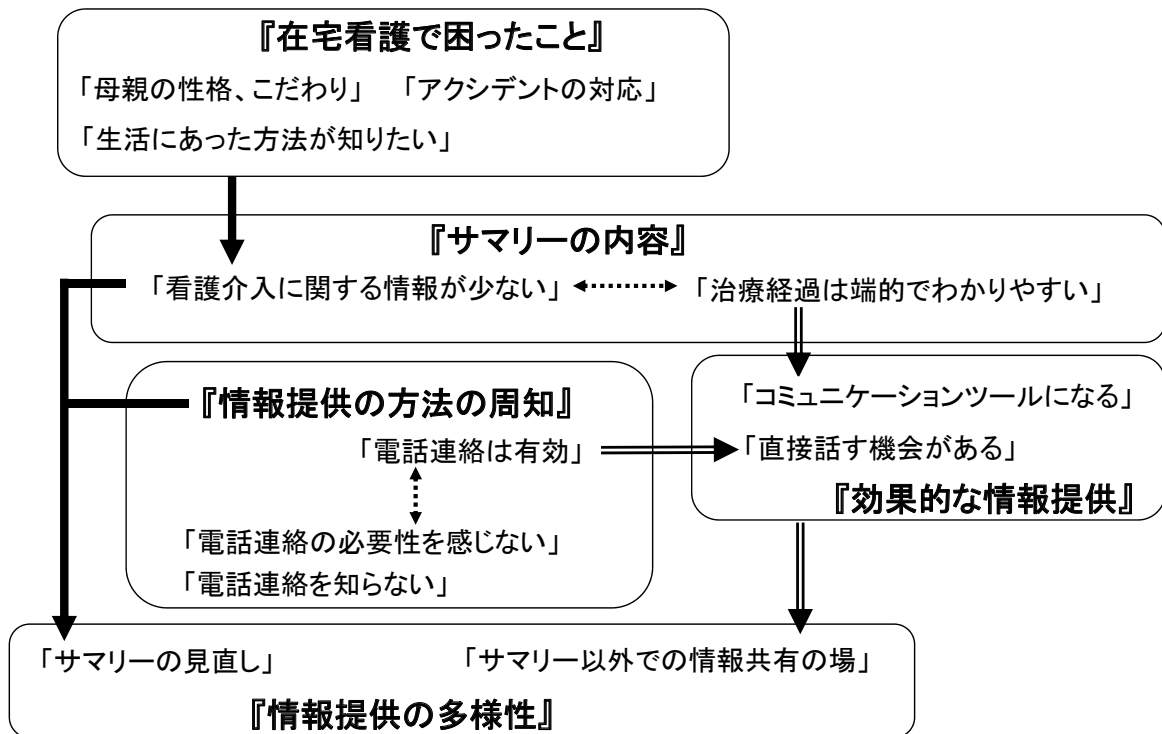 『在宅看護で困ったこと』
「母親の性格、こだわり」 「アクシデントの対応」
「生活にあった方法が知りたい」
『サマリーの内容』
「看護介入に関する情報が少ない」 「治療経過は端的でわかりやすい」
『情報提供の方法の周知』
「電話連絡は有効」
「電話連絡の必要性を感じない」
「電話連絡を知らない」
「コミュニケーションツールになる」
「直接話す機会がある」
『効果的な情報提供』
「サマリーの見直し」 「サマリー以外での情報共有の場」
『情報提供の多様性』